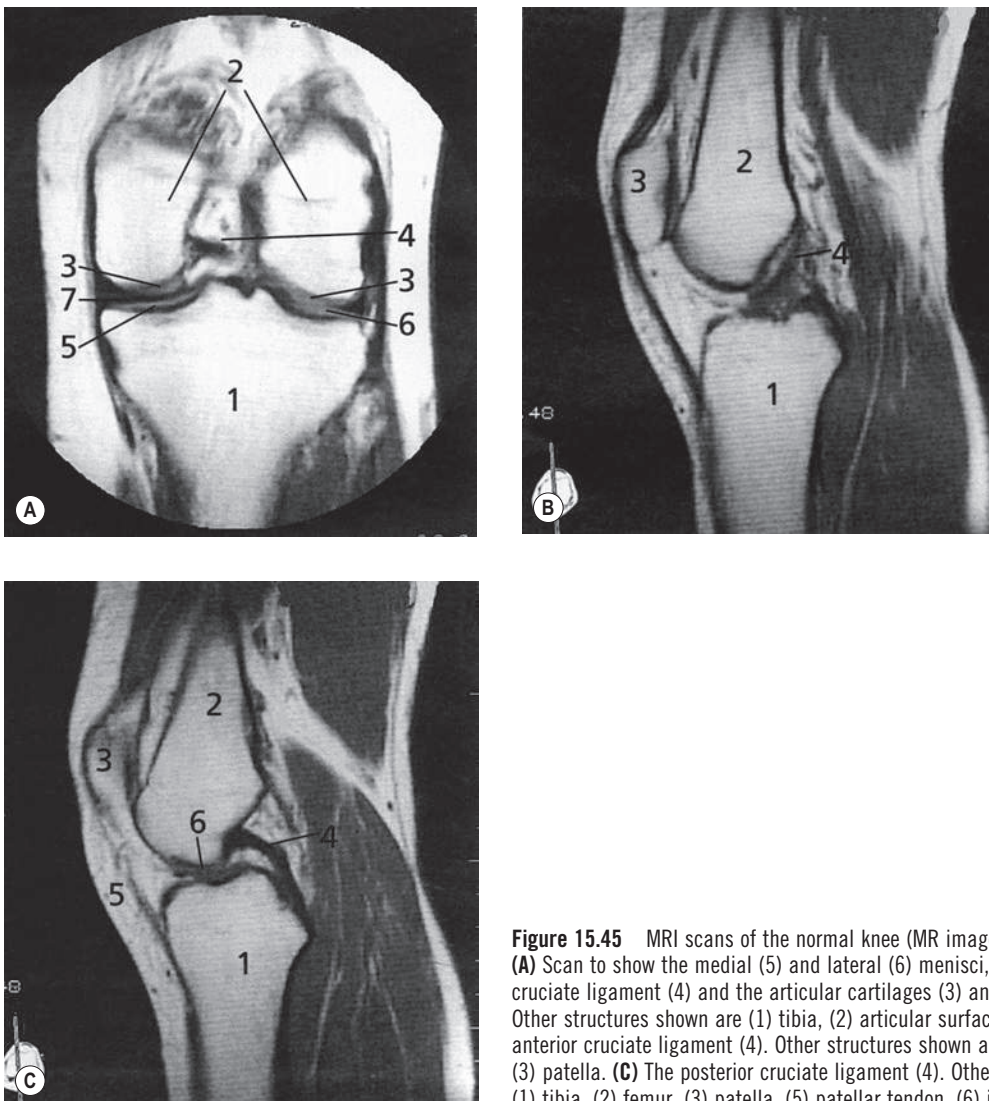 2
4
3
3
7
6
5
1
A
2
3
4
1
48
B
2
3
6
4
5
1
C
Figure 15.45 MRI scans of the normal knee (MR imag
(A) Scan to show the medial (5) and lateral (6) menisci,
cruciate ligament (4) and the articular cartilages (3) an
Other structures shown are (1) tibia, (2) articular surfac
anterior cruciate ligament (4). Other structures shown a
(3) patella. (C) The posterior cruciate ligament (4). Othe
(1) tibia, (2) femur, (3) patella, (5) patellar tendon, (6) i